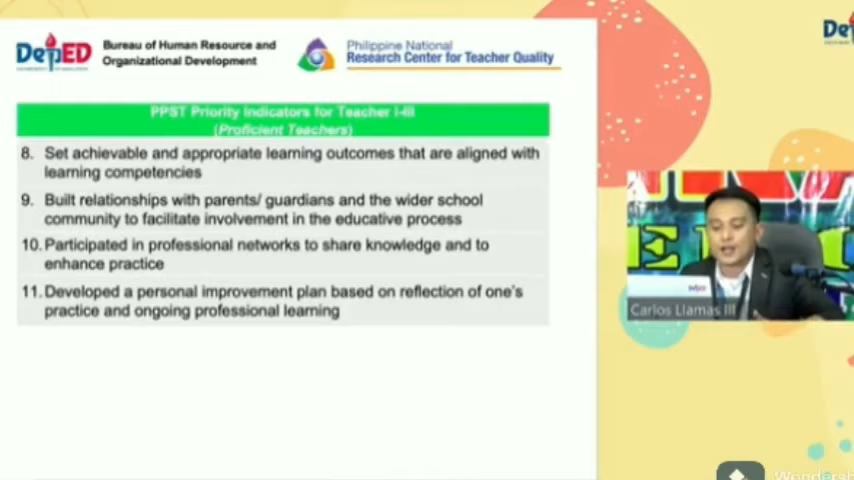 DepED
Bureau of Human Resource and
Organizational Development
Philippine National
Research Center for Teacher Quality
PPST Priority Indicators for Teacher I-III
(Proficient Teachers)
8. Set achievable and appropriate learning outcomes that are aligned with
learning competencies
9. Built relationships with parents/ guardians and the wider school
community to facilitate involvement in the educative process
10. Participated in professional networks to share knowledge and to
enhance practice
11. Developed a personal improvement plan based on reflection of one's
practice and ongoing professional learning
Carlos Llamas III